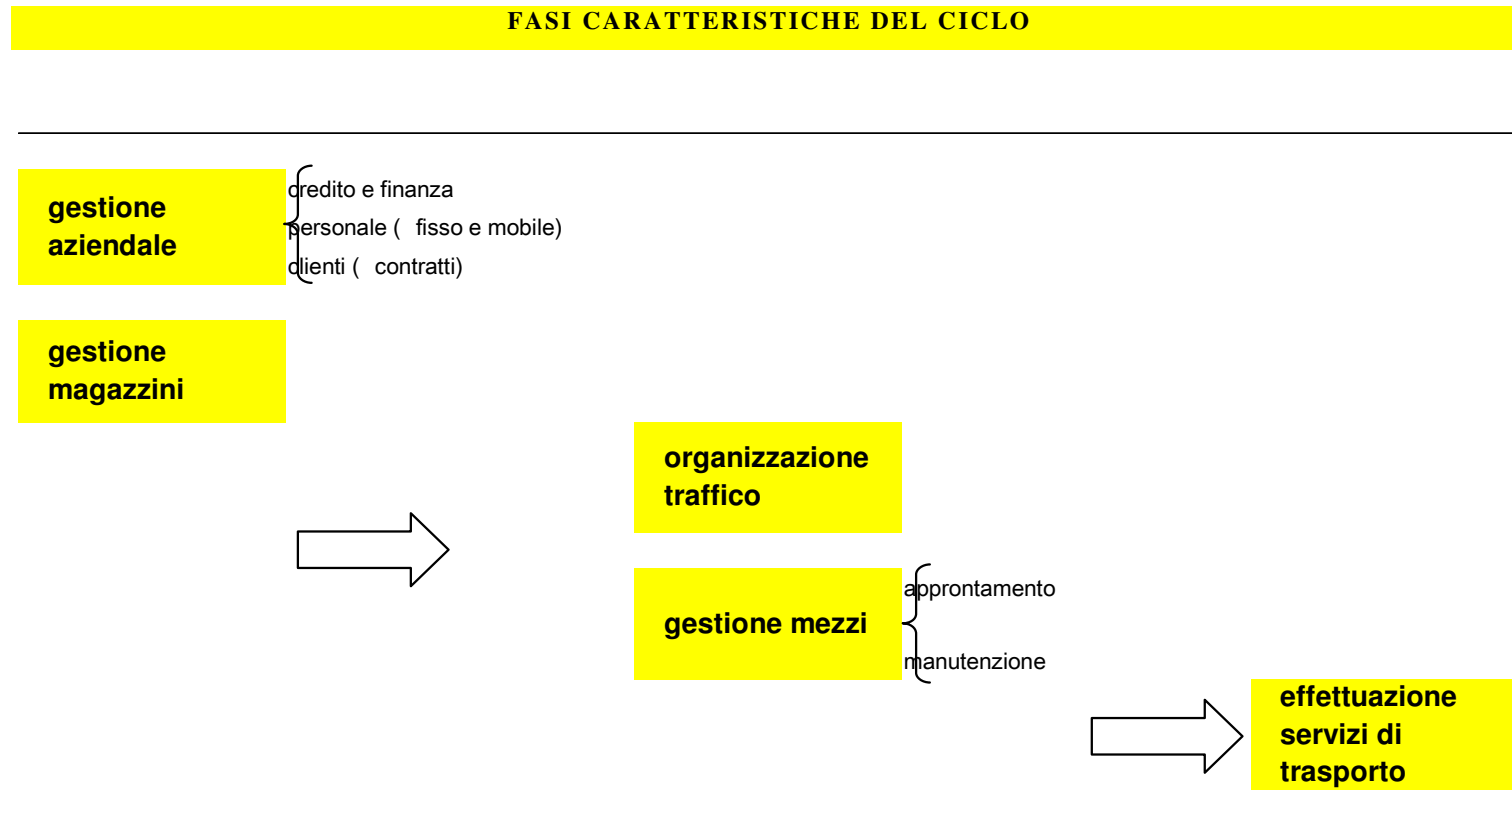 FASI CARATTERISTICHE DEL CICLO
gestione
aziendale
credito e finanza
personale ( fisso e mobile)
clienti ( contratti)
gestione
magazzini
organizzazione
traffico
gestione mezzi
approntamento
manutenzione
effettuazione
servizi di
trasporto